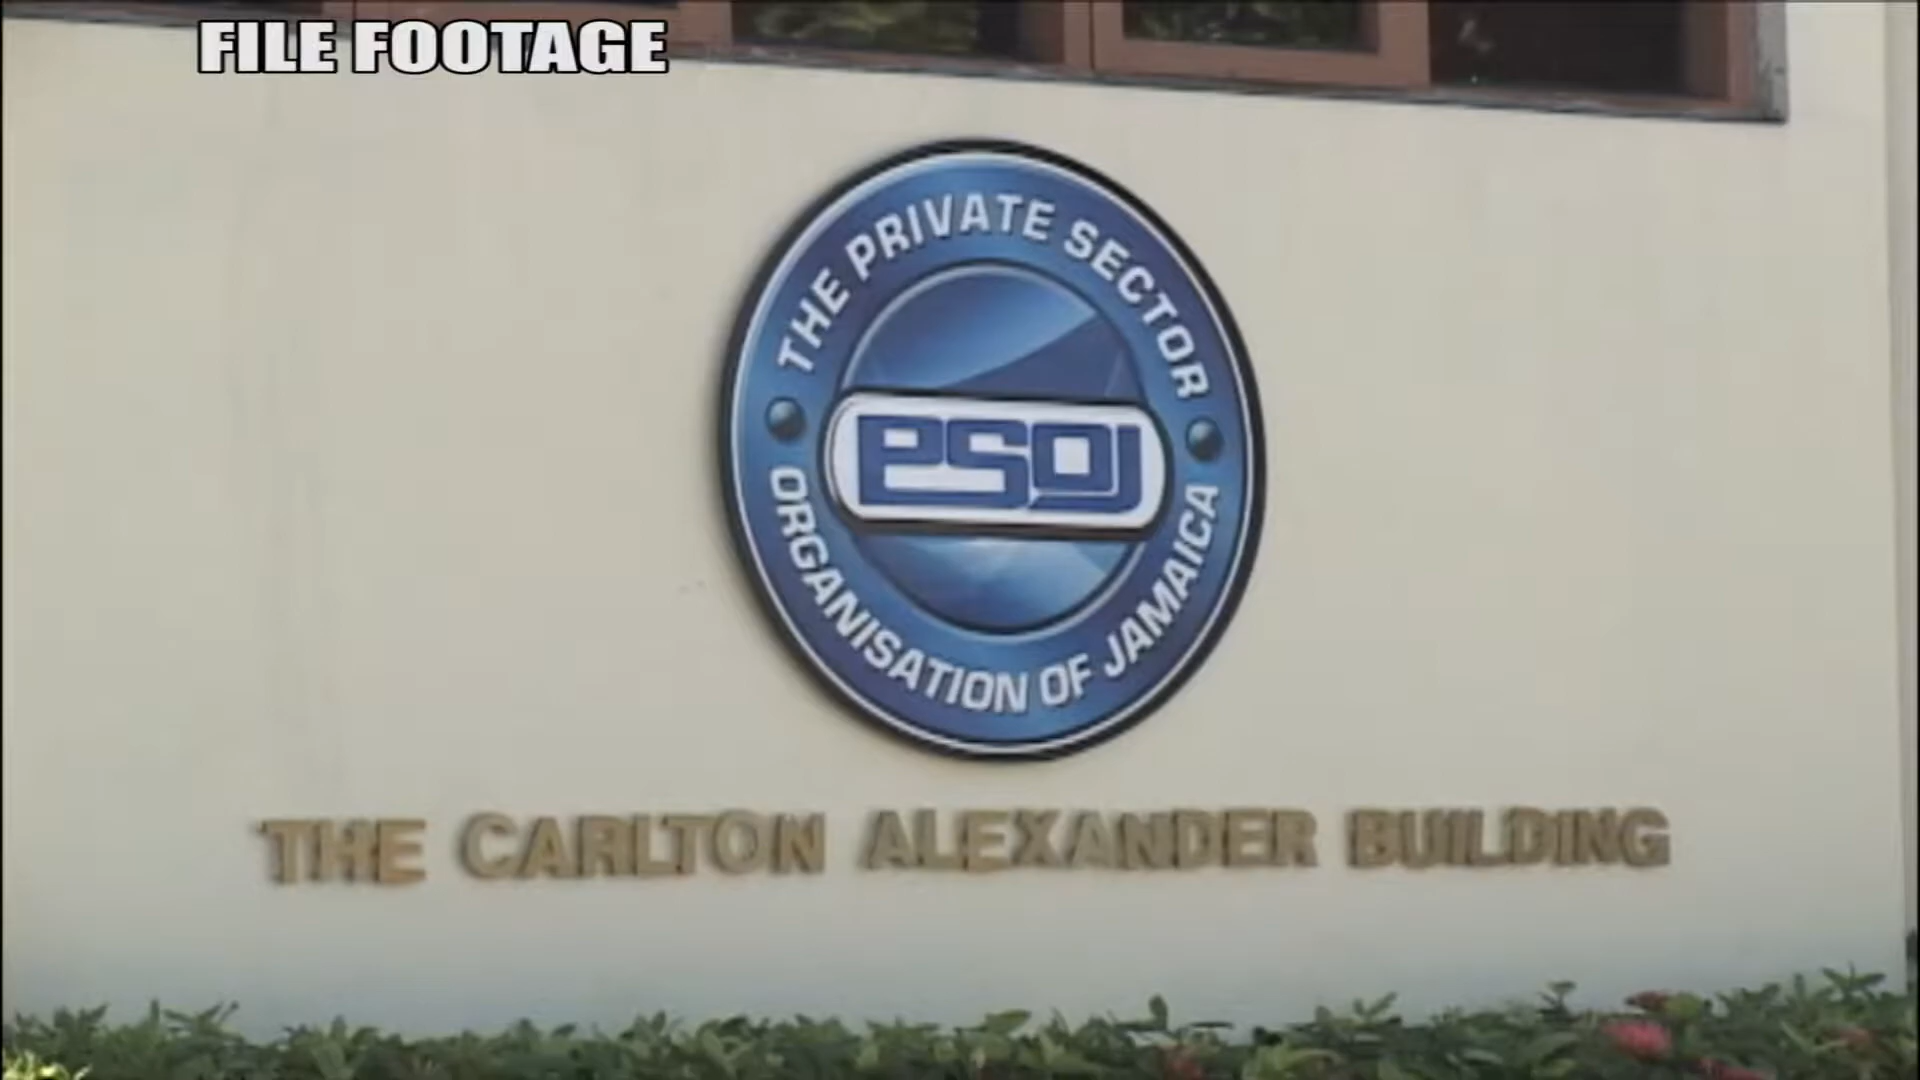 FILE FOOTAGE
THE PRIVATE SECTOR
PSOJ
ORGANISATION OF JAMAICA
THE CARLTON ALEXANDER BUILDING